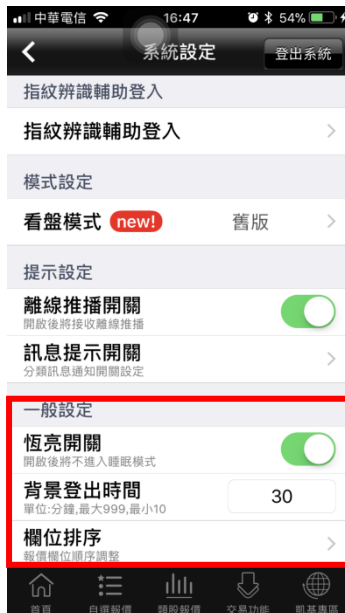 中華電信 16:47 54%
系統設定 登出系統
指紋辨識輔助登入
指紋辨識輔助登入
模式設定
看盤模式 new! 舊版
提示設定
離線推播開關
開啟後將接收離線推播
訊息提示開關
分類訊息通知開關設定
一般設定
恆亮開關
開啟後將不進入睡眠模式
背景登出時間 30
單位:分鐘,最大999,最小10
欄位排序
報價欄位順序調整
首頁 自選報價 類股報價 交易功能 凱基專區